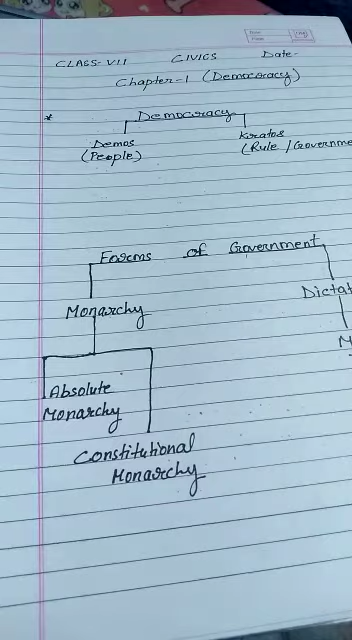 CLASS-VII CIVICS Date-
Chapter-1 (Democracy)
* Democracy
Demos Kratos
(People) (Rule/Governme
Forms of Government
Monarchy Dictat
M
Absolute
Monarchy
Constitutional
Monarchy